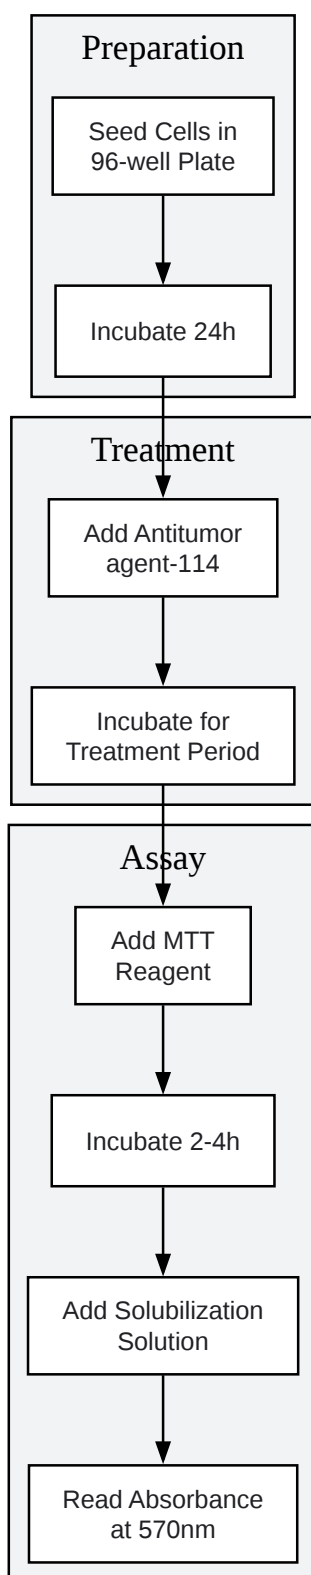 Preparation
Seed Cells in
96-well Plate
Incubate 24h
Treatment
Add Antitumor
agent-114
Incubate for
Treatment Period
Assay
Add MTT
Reagent
Incubate 2-4h
Add Solubilization
Solution
Read Absorbance
at 570nm